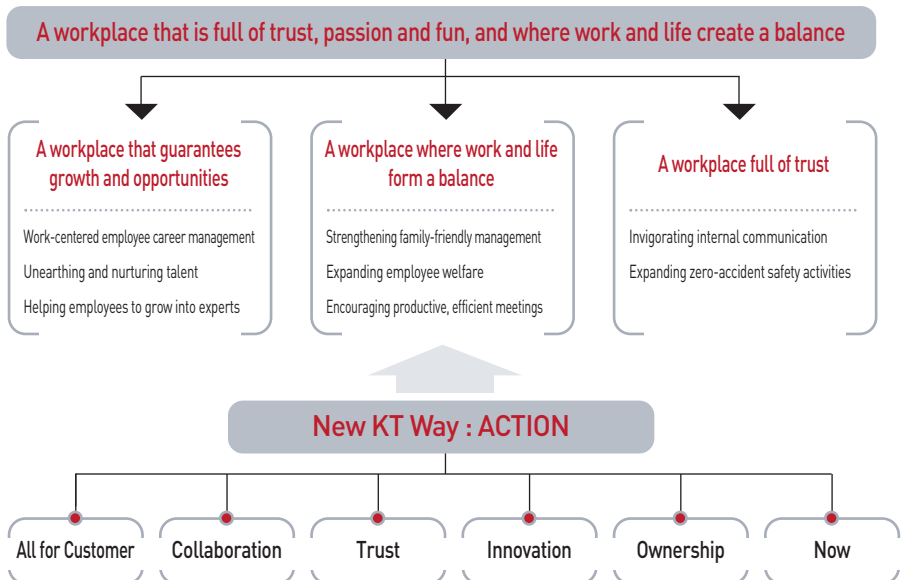 A workplace that is full of trust, passion and fun, and where work and life create a balance
A workplace that guarantees
growth and opportunities
Work-centered employee career management
Unearthing and nurturing talent
Helping employees to grow into experts
A workplace where work and life
form a balance
Strengthening family-friendly management
Expanding employee welfare
Encouraging productive, efficient meetings
A workplace full of trust
Invigorating internal communication
Expanding zero-accident safety activities
New KT Way : ACTION
All for Customer
Collaboration
Trust
Innovation
Ownership
Now